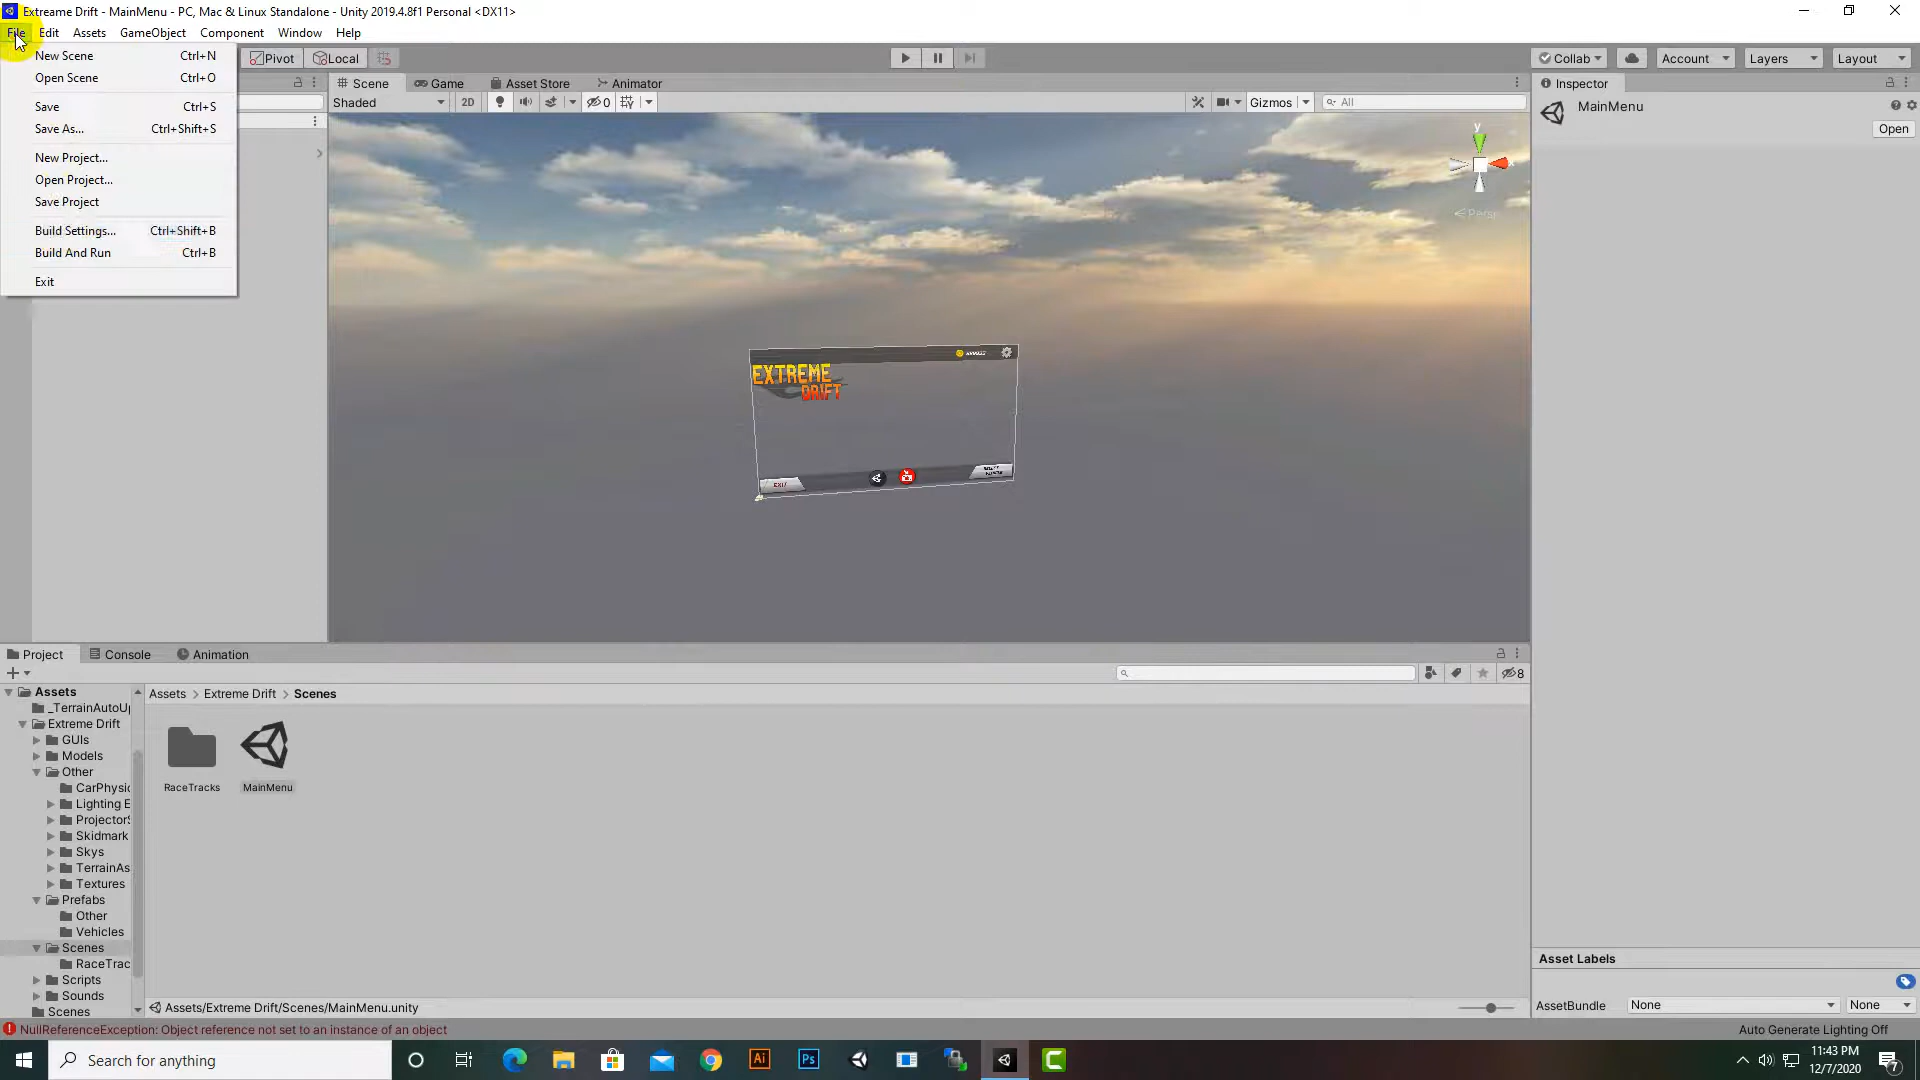 Extreame Drift - MainMenu - PC, Mac & Linux Standalone - Unity 2019.4.8f1 Personal <DX11>
File Edit Assets GameObject Component Window Help
New Scene Ctrl+N
Open Scene Ctrl+O
Save Ctrl+S
Save As... Ctrl+Shift+S
New Project...
Open Project...
Save Project
Build Settings... Ctrl+Shift+B
Build And Run Ctrl+B
Exit
Pivot Local
Collab Account Layers Layout
Scene Game Asset Store Animator
Shaded 2D 0 Gizmos All
y
Persp
EXTREME
DRIFT
EXIT
Inspector
MainMenu
Open
Project Console Animation
8
Assets
_TerrainAutoU
Extreme Drift
GUIs
Models
Other
CarPhysic
Lighting E
Projector
Skidmark
Skys
TerrainAs
Textures
Prefabs
Other
Vehicles
Scenes
RaceTrac
Scripts
Sounds
Scenes
Assets > Extreme Drift > Scenes
RaceTracks MainMenu
Assets/Extreme Drift/Scenes/MainMenu.unity
Asset Labels
AssetBundle None None
NullReferenceException: Object reference not set to an instance of an object
Auto Generate Lighting Off
Search for anything
Ai Ps
11:43 PM
12/7/2020
7